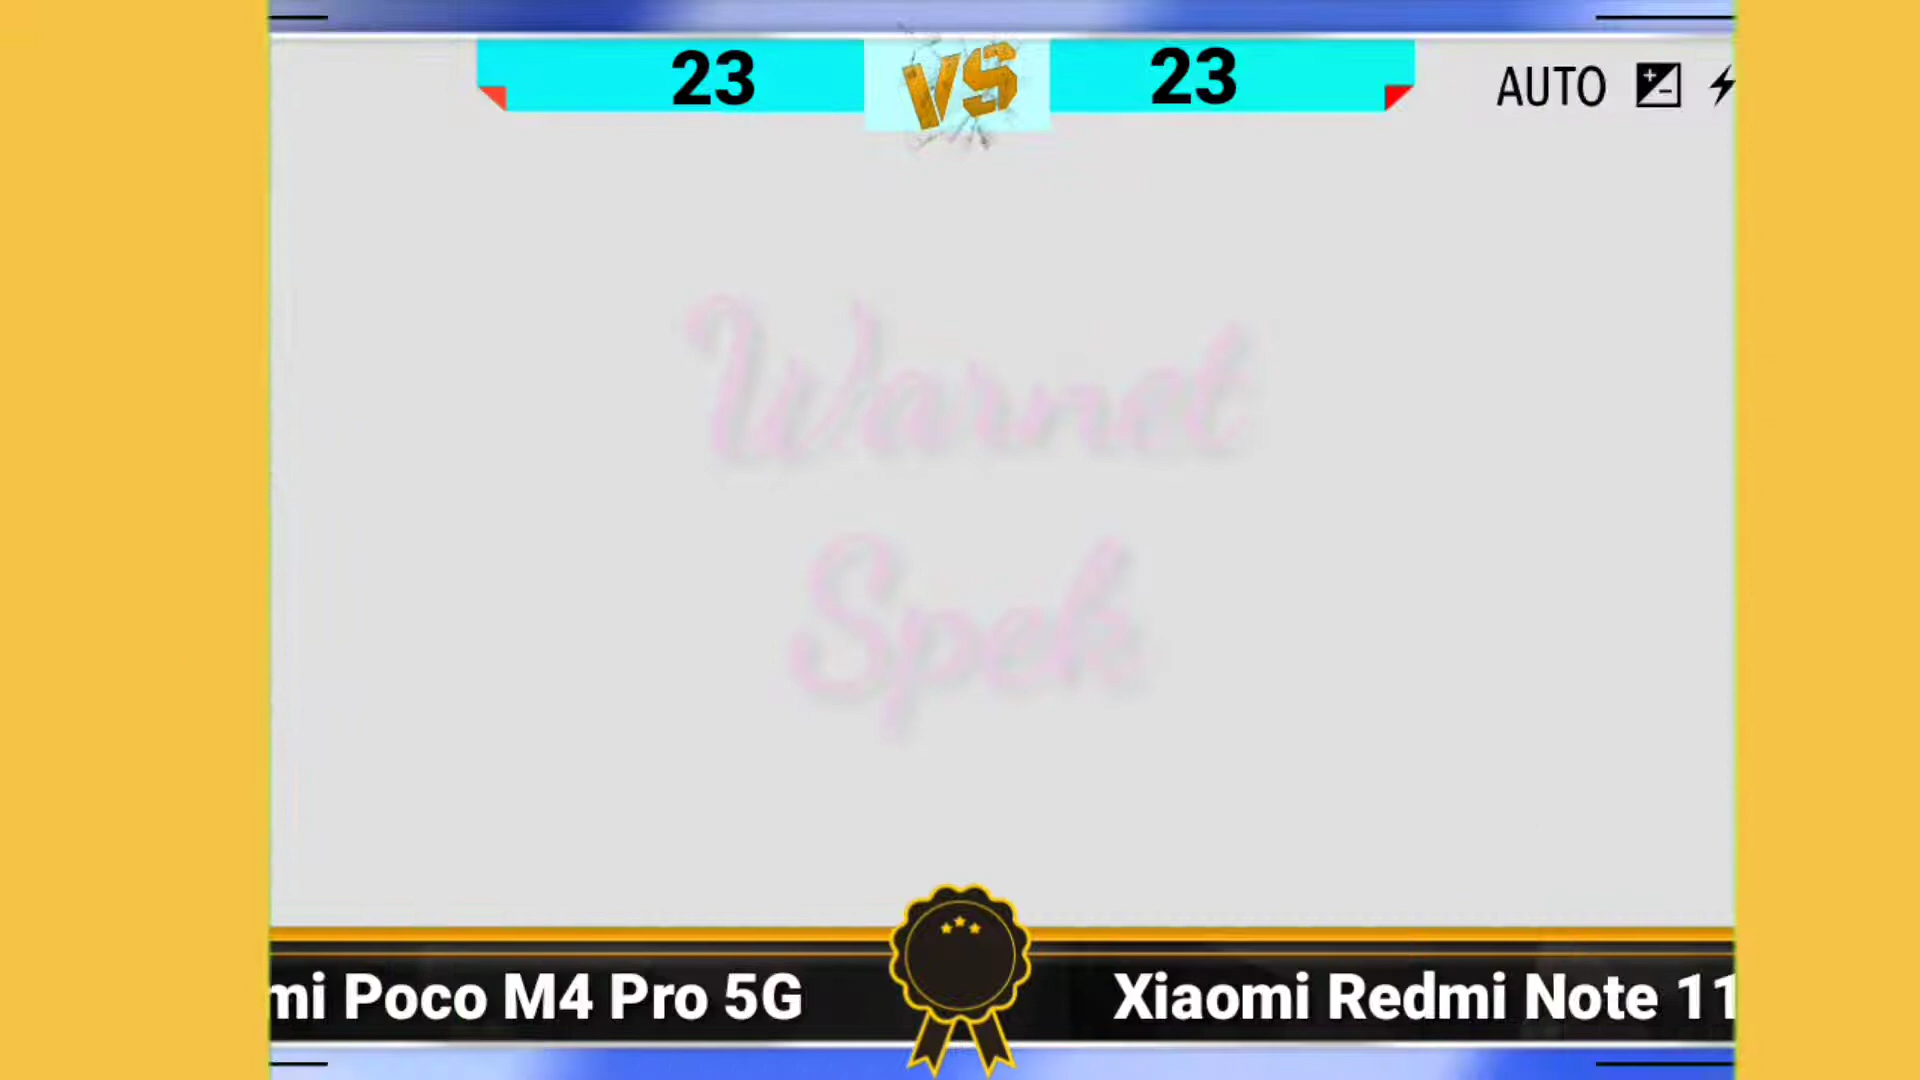 23 VS 23
AUTO
Warnet
Spek
mi Poco M4 Pro 5G
Xiaomi Redmi Note 11